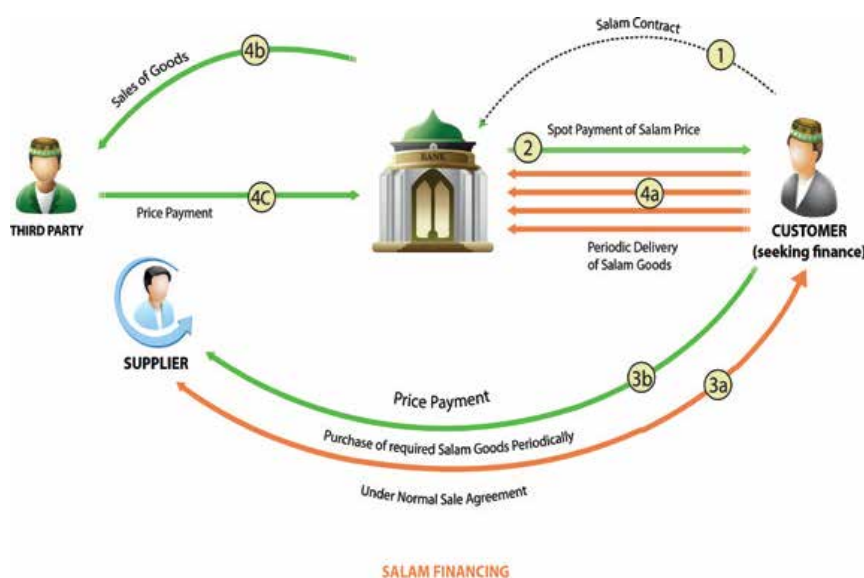 Salam Contract
1
4b
Sales of Goods
BANK
2
Spot Payment of Salam Price
4a
4C
Price Payment
THIRD PARTY
Periodic Delivery
of Salam Goods
CUSTOMER
(seeking finance)
SUPPLIER
3b
3a
Price Payment
Purchase of required Salam Goods Periodically
Under Normal Sale Agreement
SALAM FINANCING